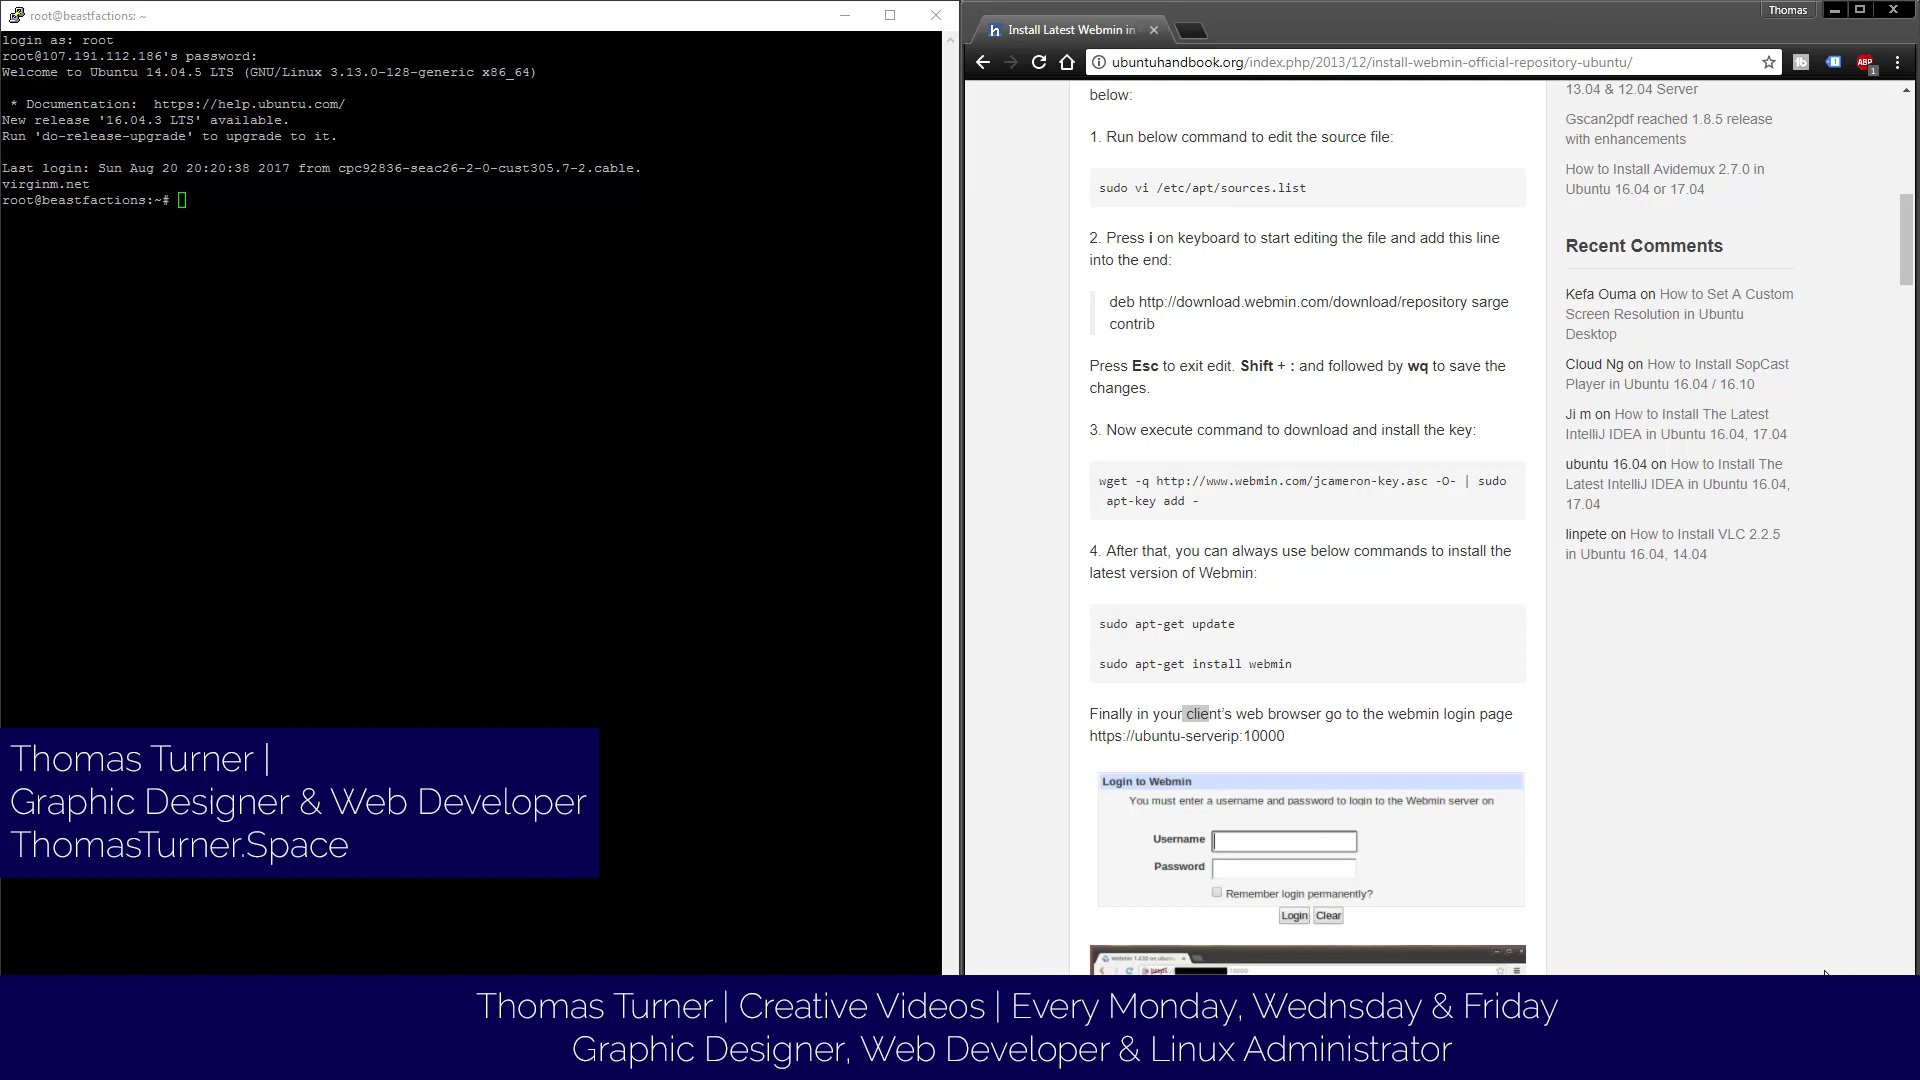 root@beastfactions: ~
login as: root
root@107.191.112.186's password:
Welcome to Ubuntu 14.04.5 LTS (GNU/Linux 3.13.0-128-generic x86_64)
* Documentation:  https://help.ubuntu.com/
New release '16.04.3 LTS' available.
Run 'do-release-upgrade' to upgrade to it.
Last login: Sun Aug 20 20:20:38 2017 from cpc92836-seac26-2-0-cust305.7-2.cable.
virginm.net
root@beastfactions:~#
Thomas Turner |
Graphic Designer & Web Developer
ThomasTurner.Space
Thomas
Install Latest Webmin in
ubuntuhandbook.org/index.php/2013/12/install-webmin-official-repository-ubuntu/
ABP
1
below:
1. Run below command to edit the source file:
sudo vi /etc/apt/sources.list
2. Press i on keyboard to start editing the file and add this line
into the end:
deb http://download.webmin.com/download/repository sarge
contrib
Press Esc to exit edit. Shift + : and followed by wq to save the
changes.
3. Now execute command to download and install the key:
wget -q http://www.webmin.com/jcameron-key.asc -O- | sudo
apt-key add -
4. After that, you can always use below commands to install the
latest version of Webmin:
sudo apt-get update
sudo apt-get install webmin
Finally in your client’s web browser go to the webmin login page
https://ubuntu-serverip:10000
Login to Webmin
You must enter a username and password to login to the Webmin server on
Username
Password
Remember login permanently?
Login Clear
13.04 & 12.04 Server
Gscan2pdf reached 1.8.5 release
with enhancements
How to Install Avidemux 2.7.0 in
Ubuntu 16.04 or 17.04
Recent Comments
Kefa Ouma on How to Set A Custom
Screen Resolution in Ubuntu
Desktop
Cloud Ng on How to Install SopCast
Player in Ubuntu 16.04 / 16.10
Ji m on How to Install The Latest
IntelliJ IDEA in Ubuntu 16.04, 17.04
ubuntu 16.04 on How to Install The
Latest IntelliJ IDEA in Ubuntu 16.04,
17.04
linpete on How to Install VLC 2.2.5
in Ubuntu 16.04, 14.04
Thomas Turner | Creative Videos | Every Monday, Wednsday & Friday
Graphic Designer, Web Developer & Linux Administrator